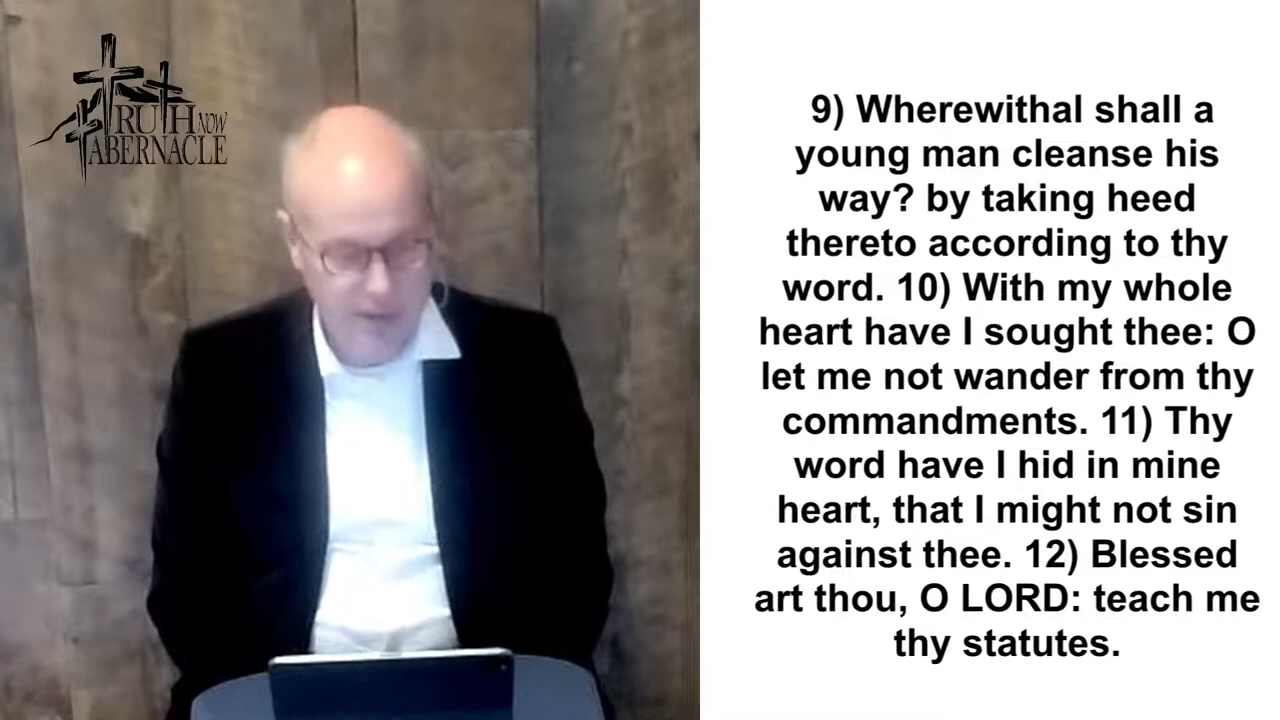 TRUTH NOW
TABERNACLE
9) Wherewithal shall a
young man cleanse his
way? by taking heed
thereto according to thy
word. 10) With my whole
heart have I sought thee: O
let me not wander from thy
commandments. 11) Thy
word have I hid in mine
heart, that I might not sin
against thee. 12) Blessed
art thou, O LORD: teach me
thy statutes.